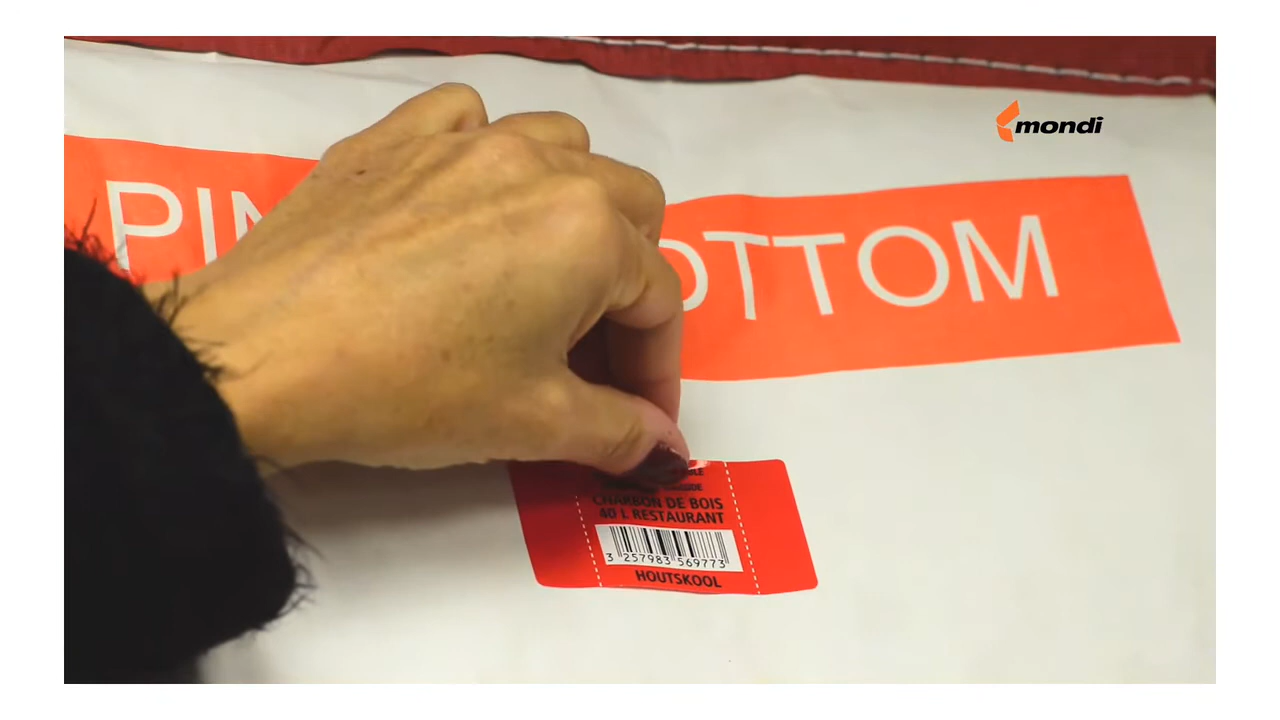 mondi
PIN
OTTOM
CHARBON DE BOIS
40 L RESTAURANT
3 257983 569773
HOUTSKOOL